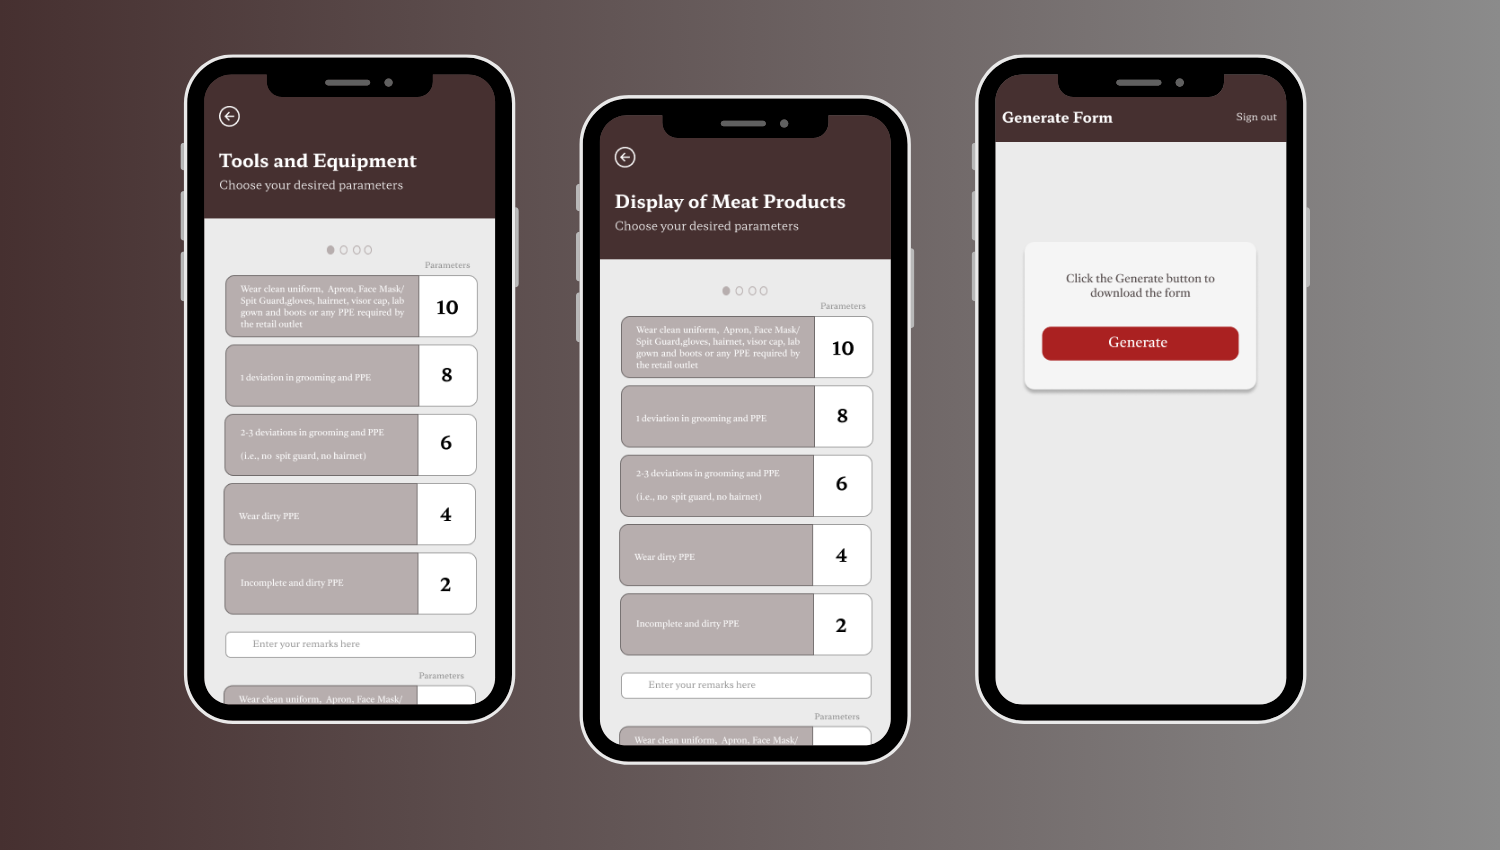 Tools and Equipment
Choose your desired parameters
Parameters
Wear clean uniform, Apron, Face Mask/
Spit Guard,gloves, hairnet, visor cap, lab
gown and boots or any PPE required by
the retail outlet
10
1 deviation in grooming and PPE
8
2-3 deviations in grooming and PPE
(i.e., no spit guard, no hairnet)
6
Wear dirty PPE
4
Incomplete and dirty PPE
2
Enter your remarks here
Parameters
Wear clean uniform, Apron, Face Mask/
Display of Meat Products
Choose your desired parameters
Parameters
Wear clean uniform, Apron, Face Mask/
Spit Guard,gloves, hairnet, visor cap, lab
gown and boots or any PPE required by
the retail outlet
10
1 deviation in grooming and PPE
8
2-3 deviations in grooming and PPE
(i.e., no spit guard, no hairnet)
6
Wear dirty PPE
4
Incomplete and dirty PPE
2
Enter your remarks here
Parameters
Wear clean uniform, Apron, Face Mask/
Generate Form
Sign out
Click the Generate button to
download the form
Generate